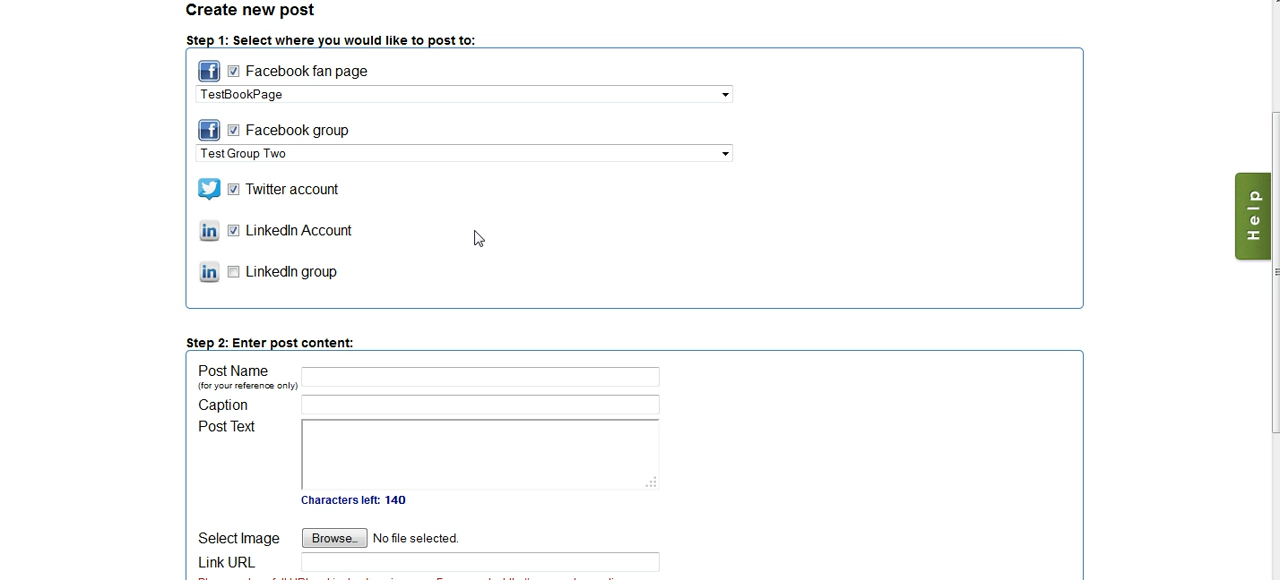 Create new post
Step 1: Select where you would like to post to:
Facebook fan page
TestBookPage
Facebook group
Test Group Two
Twitter account
LinkedIn Account
LinkedIn group
Help
Step 2: Enter post content:
Post Name
(for your reference only)
Caption
Post Text
Characters left: 140
Select Image Browse.. No file selected.
Link URL